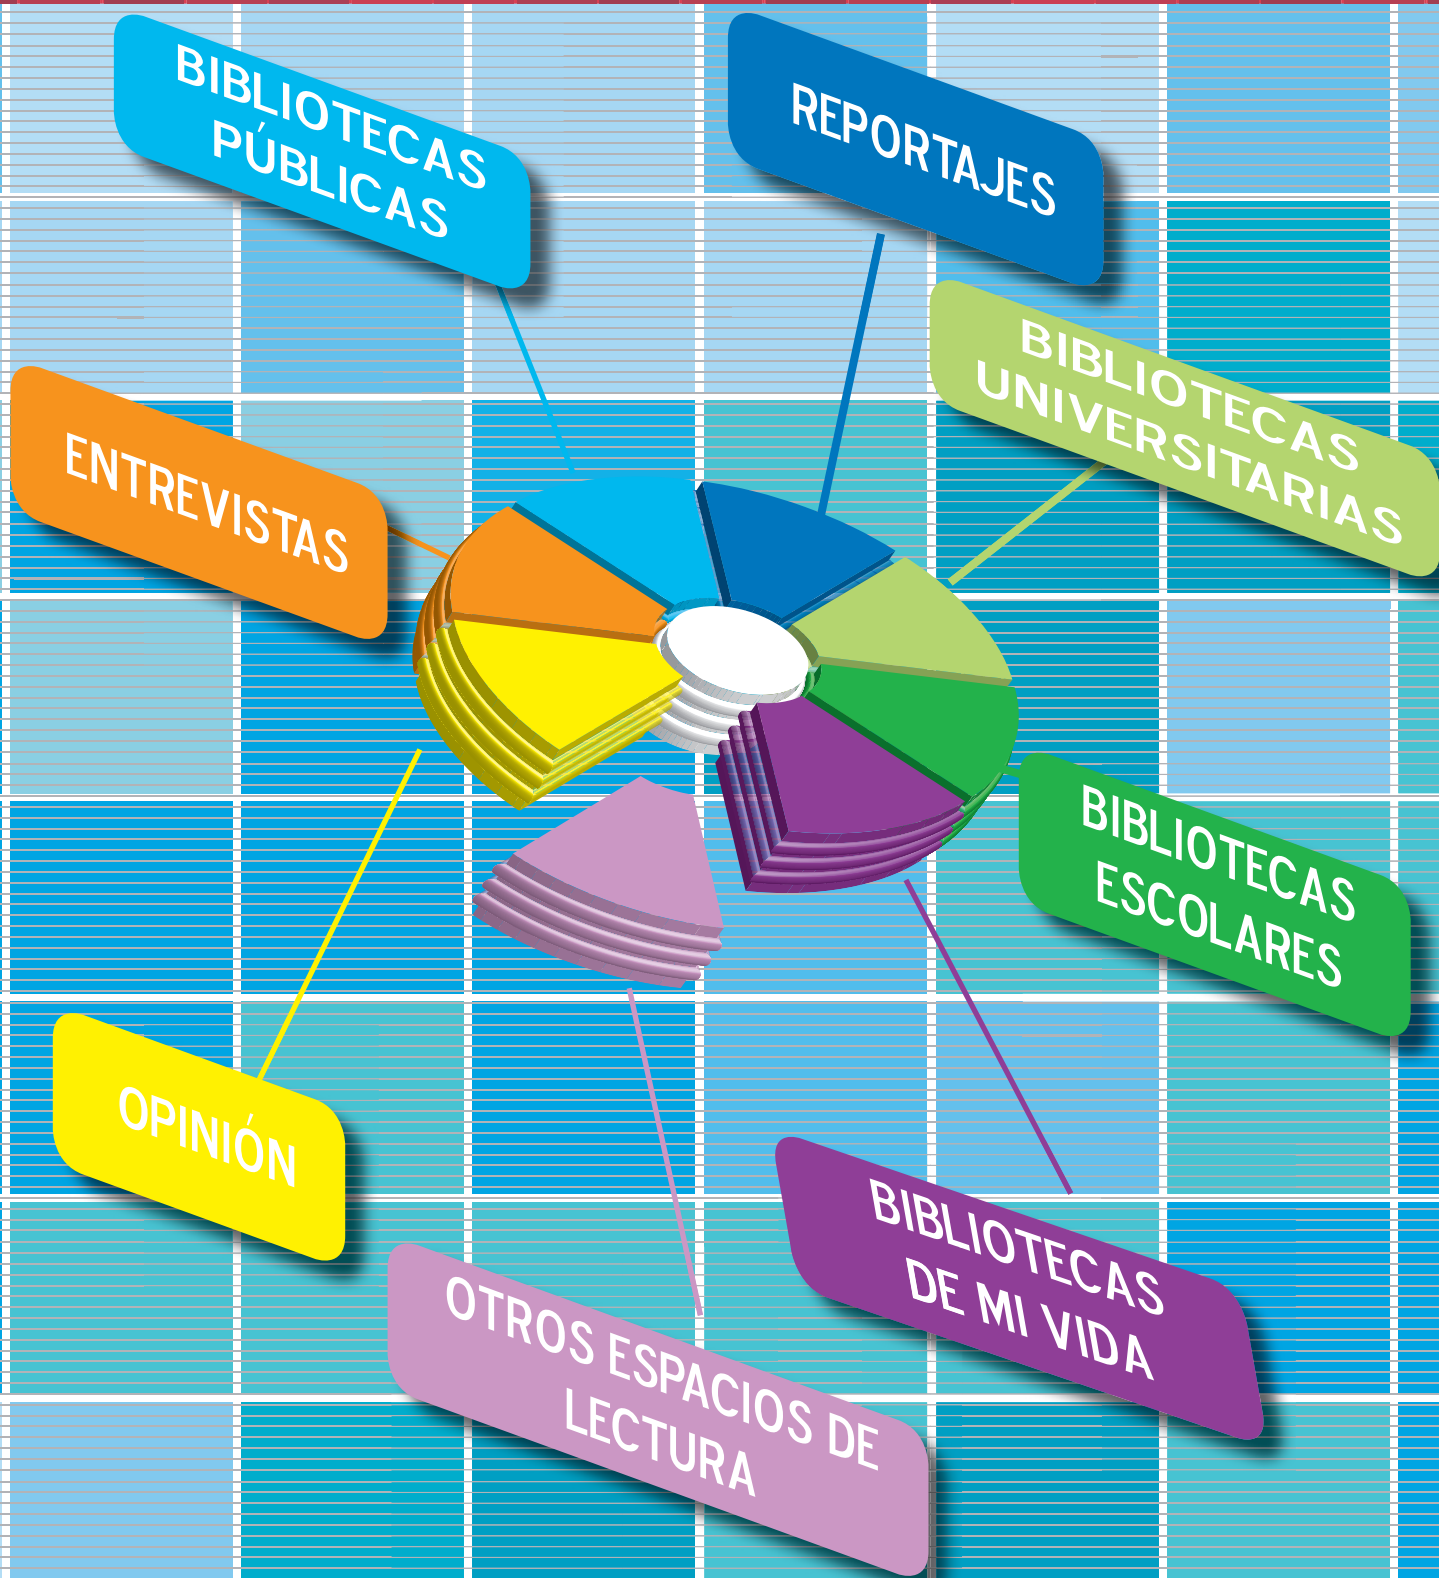 BIBLIOTECAS
PÚBLICAS
REPORTAJES
BIBLIOTECAS
UNIVERSITARIAS
ENTREVISTAS
BIBLIOTECAS
ESCOLARES
OPINIÓN
BIBLIOTECAS
DE MI VIDA
OTROS ESPACIOS DE
LECTURA